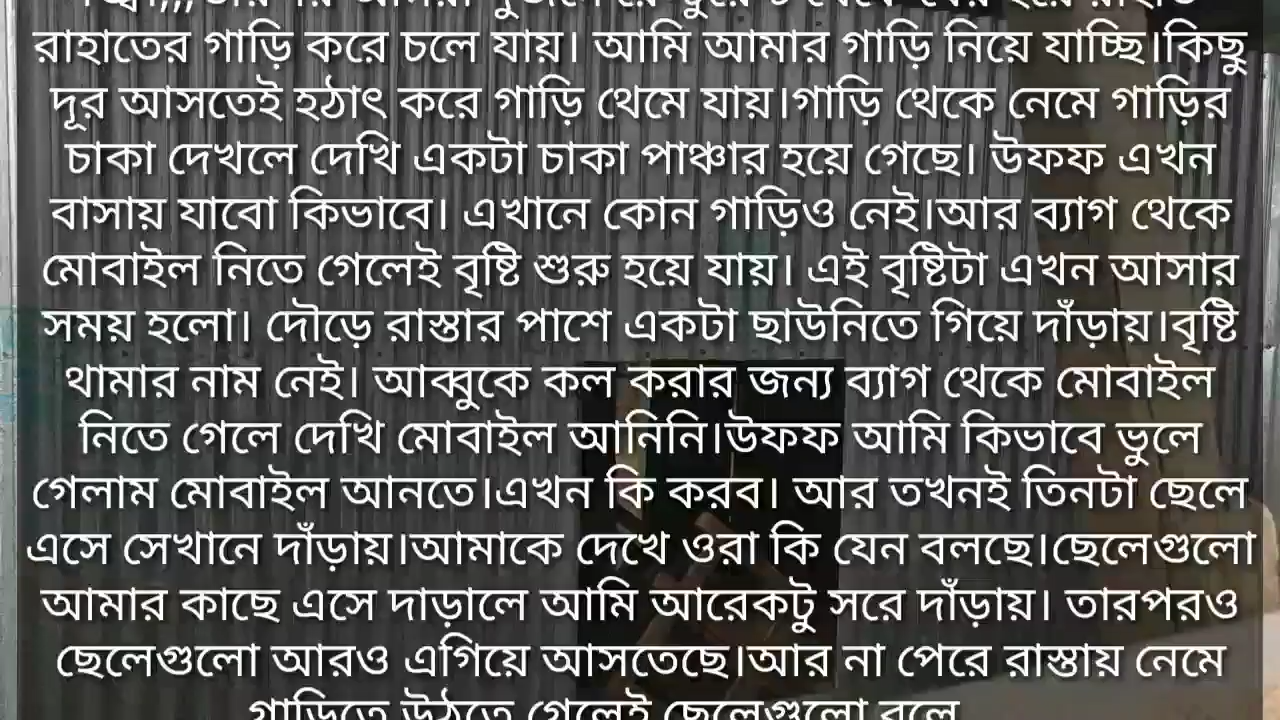 রাহাতের গাড়ি করে চলে যায়। আমি আমার গাড়ি নিয়ে যাচ্ছি।কিছু
দূর আসতেই হঠাৎ করে গাড়ি থেমে যায়।গাড়ি থেকে নেমে গাড়ির
চাকা দেখলে দেখি একটা চাকা পাঞ্চার হয়ে গেছে। উফফ এখন
বাসায় যাবো কিভাবে। এখানে কোন গাড়িও নেই।আর ব্যাগ থেকে
মোবাইল নিতে গেলেই বৃষ্টি শুরু হয়ে যায়। এই বৃষ্টিটা এখন আসার
সময় হলো। দৌড়ে রাস্তার পাশে একটা ছাউনিতে গিয়ে দাঁড়ায়।বৃষ্টি
থামার নাম নেই। আব্বুকে কল করার জন্য ব্যাগ থেকে মোবাইল
নিতে গেলে দেখি মোবাইল আনিনি।উফফ আমি কিভাবে ভুলে
গেলাম মোবাইল আনতে।এখন কি করব। আর তখনই তিনটা ছেলে
এসে সেখানে দাঁড়ায়।আমাকে দেখে ওরা কি যেন বলছে।ছেলেগুলো
আমার কাছে এসে দাড়ালে আমি আরেকটু সরে দাঁড়ায়। তারপরও
ছেলেগুলো আরও এগিয়ে আসতেছে।আর না পেরে রাস্তায় নেমে
গাড়িতে উঠতে গেলেই ছেলেগুলো বলে